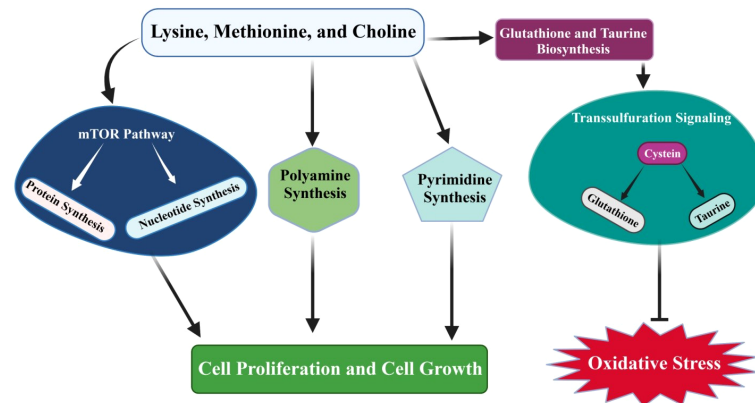 Lysine, Methionine, and Choline
Glutathione and Taurine
Biosynthesis
mTOR Pathway
Protein Synthesis
Nucleotide Synthesis
Polyamine
Synthesis
Pyrimidine
Synthesis
Transsulfuration Signaling
Cystein
Glutathione
Taurine
Cell Proliferation and Cell Growth
Oxidative Stress